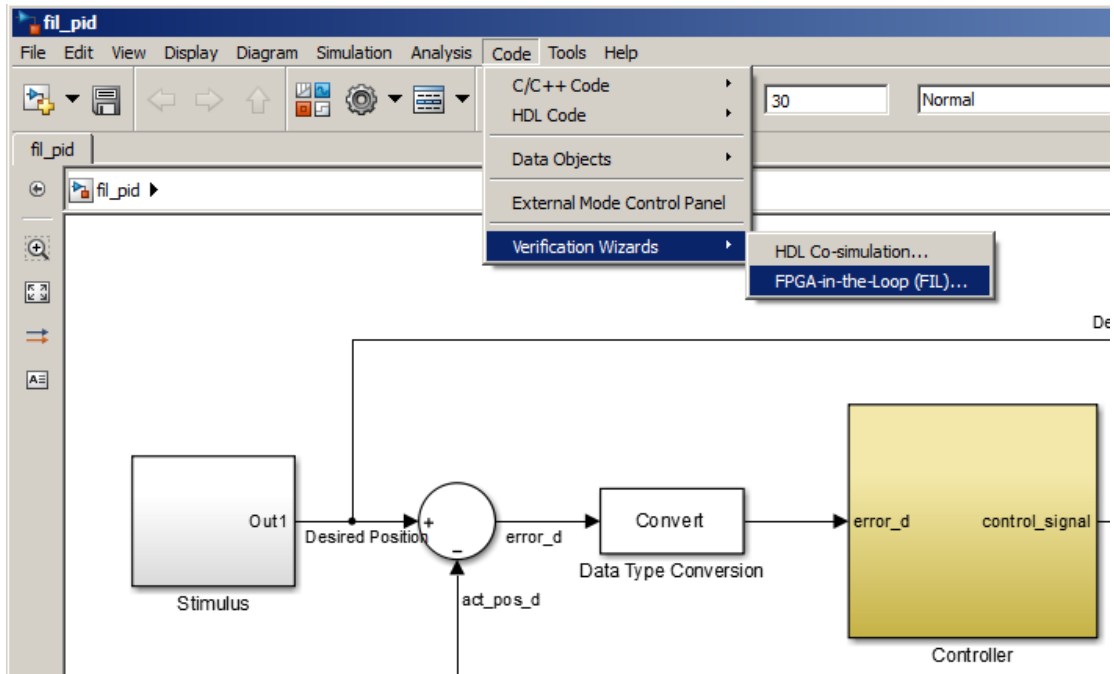 fil_pid
File Edit View Display Diagram Simulation Analysis Code Tools Help
C/C++ Code
HDL Code
Data Objects
External Mode Control Panel
Verification Wizards
HDL Co-simulation...
FPGA-in-the-Loop (FIL)...
30
Normal
fil_pid
fil_pid
De
Out1
Desired Position
+
−
error_d
Convert
error_d
control_signal
Data Type Conversion
Stimulus
act_pos_d
Controller